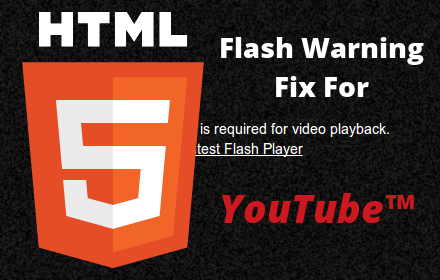 HTML
5
Flash Warning
Fix For
is required for video playback.
test Flash Player
YouTube™